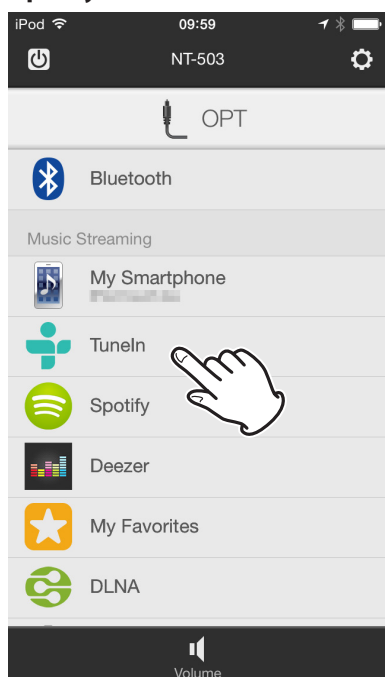 iPod 09:59
NT-503
OPT
Bluetooth
Music Streaming
My Smartphone
TuneIn
Spotify
Deezer
My Favorites
DLNA
Volume